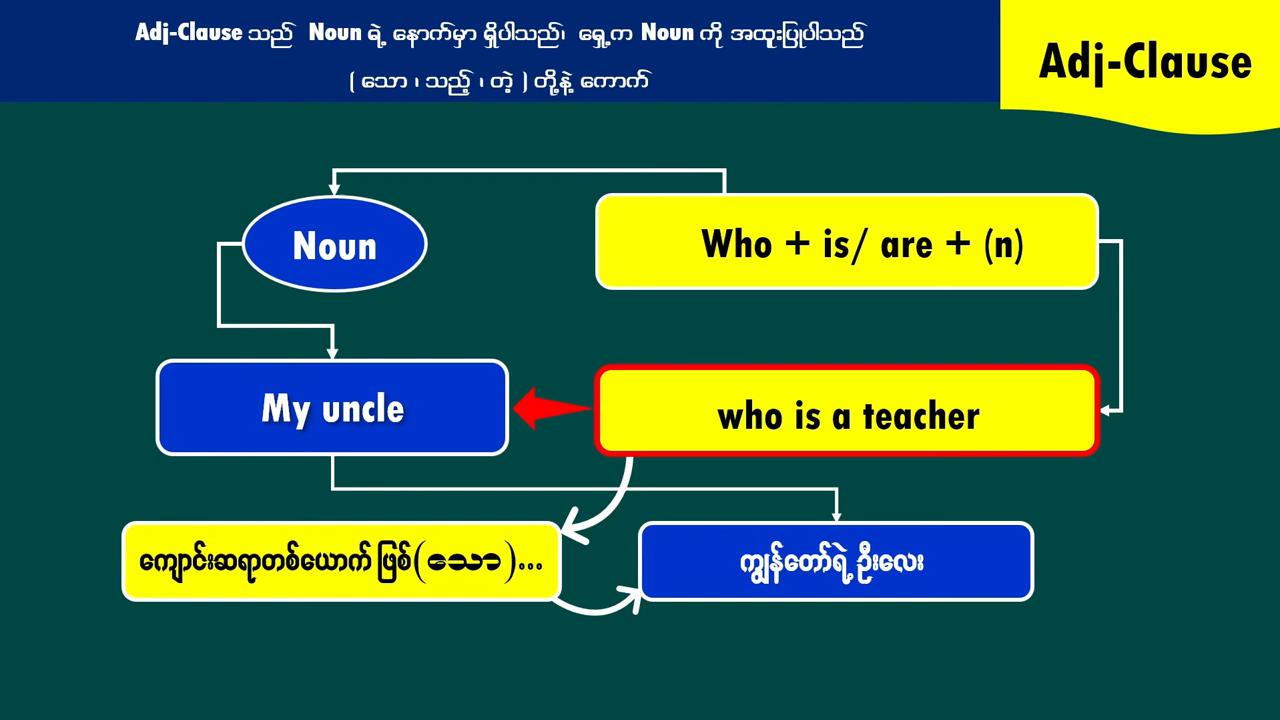 Adj-Clause သည် Noun ရဲ့ နောက်မှာ ရှိပါသည်၊ ရှေ့က Noun ကို အထူးပြုပါသည်
( သော ၊ သည့် ၊ တဲ့ ) တို့နဲ့ ကောက်
Adj-Clause
Noun
Who + is/ are + (n)
My uncle
who is a teacher
ကျောင်းဆရာတစ်ယောက် ဖြစ်(သော)...
ကျွန်တော်ရဲ့ ဦးလေး